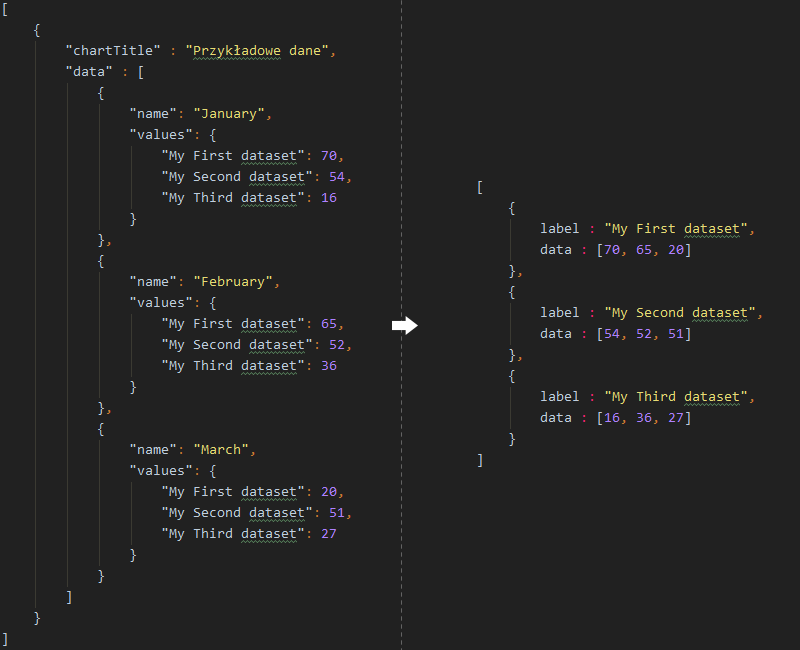 [
{
"chartTitle" : "Przykładowe dane",
"data" : [
{
"name": "January",
"values": {
"My First dataset": 70,
"My Second dataset": 54,
"My Third dataset": 16
}
},
{
"name": "February",
"values": {
"My First dataset": 65,
"My Second dataset": 52,
"My Third dataset": 36
}
},
{
"name": "March",
"values": {
"My First dataset": 20,
"My Second dataset": 51,
"My Third dataset": 27
}
}
]
}
]
[
{
label : "My First dataset",
data : [70, 65, 20]
},
{
label : "My Second dataset",
data : [54, 52, 51]
},
{
label : "My Third dataset",
data : [16, 36, 27]
}
]